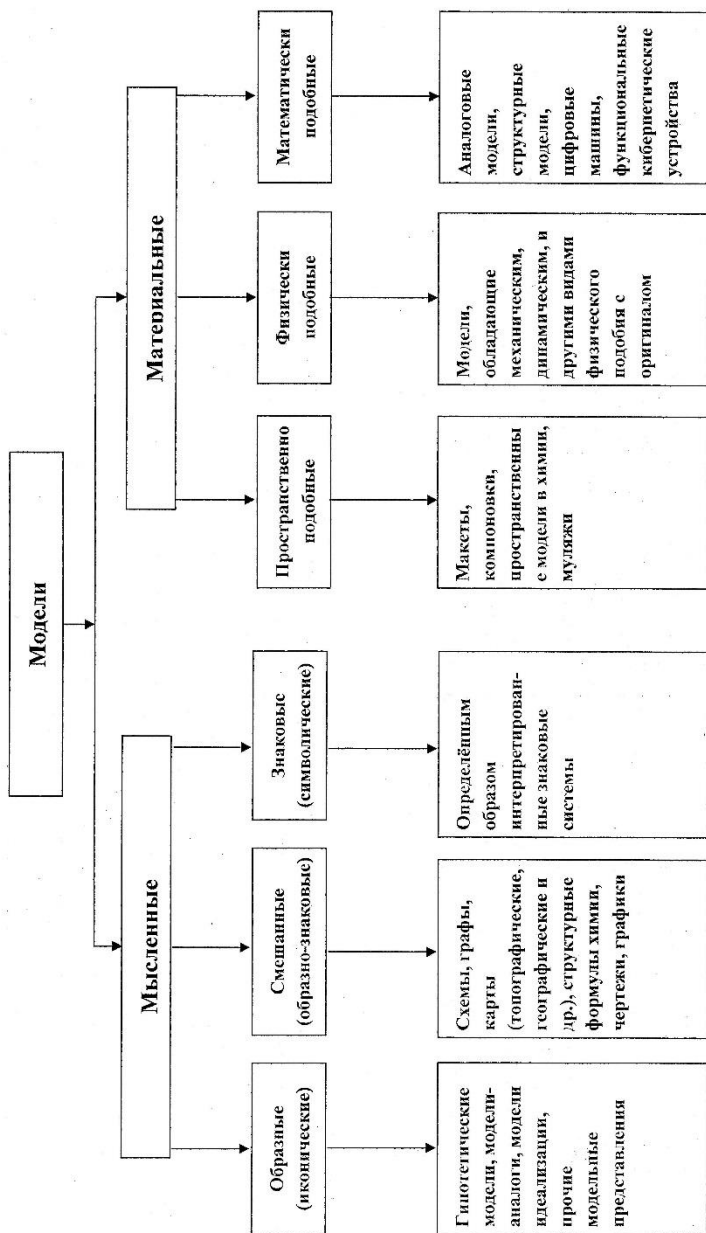 Модели
Мысленные
Материальные
Образные
(иконические)
Смешанные
(образно-знаковые)
Знаковые
(символические)
Пространственно
подобные
Физически
подобные
Математически
подобные
Гипотетические
модели, модели-
аналоги, модели
идеализации,
прочие
модельные
представления
Схемы, графы,
карты
(топографические,
географические и
др.), структурные
формулы химии,
чертежи, графики
Определённым
образом
интерпретирован-
ные знаковые
системы
Макеты,
компоновки,
пространственны
е модели в химии,
муляжи
Модели,
обладающие
механическим,
динамическим, и
другими видами
физического
подобия с
оригиналом
Аналоговые
модели,
структурные
модели,
цифровые
машины,
функциональные
кибернетические
устройства